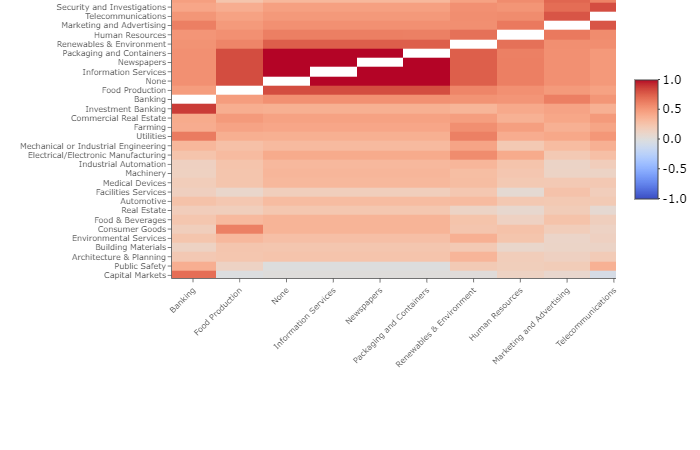 Security and Investigations
Telecommunications
Marketing and Advertising
Human Resources
Renewables & Environment
Packaging and Containers
Newspapers
Information Services
None
Food Production
Banking
Investment Banking
Commercial Real Estate
Farming
Utilities
Mechanical or Industrial Engineering
Electrical/Electronic Manufacturing
Industrial Automation
Machinery
Medical Devices
Facilities Services
Automotive
Real Estate
Food & Beverages
Consumer Goods
Environmental Services
Building Materials
Architecture & Planning
Public Safety
Capital Markets
Banking
Food Production
None
Information Services
Newspapers
Packaging and Containers
Renewables & Environment
Human Resources
Marketing and Advertising
Telecommunications
1.0
0.5
0.0
-0.5
-1.0